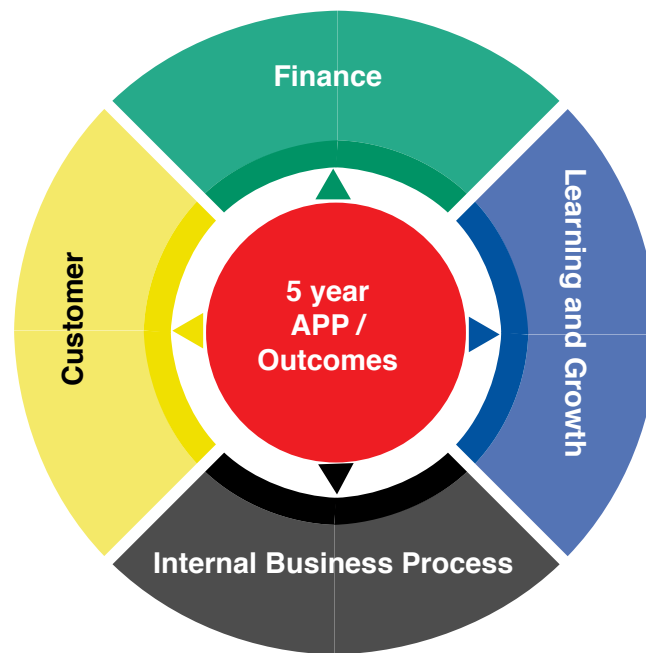 Finance
Learning and Growth
5 year
APP /
Outcomes
Customer
Internal Business Process